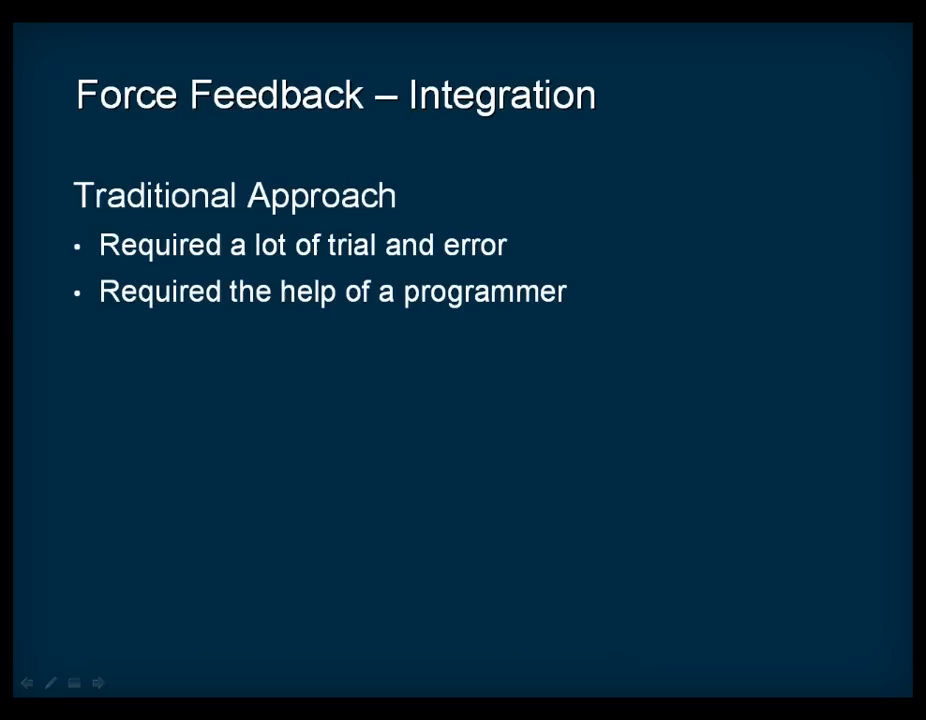 Force Feedback – Integration
Traditional Approach
• Required a lot of trial and error
• Required the help of a programmer